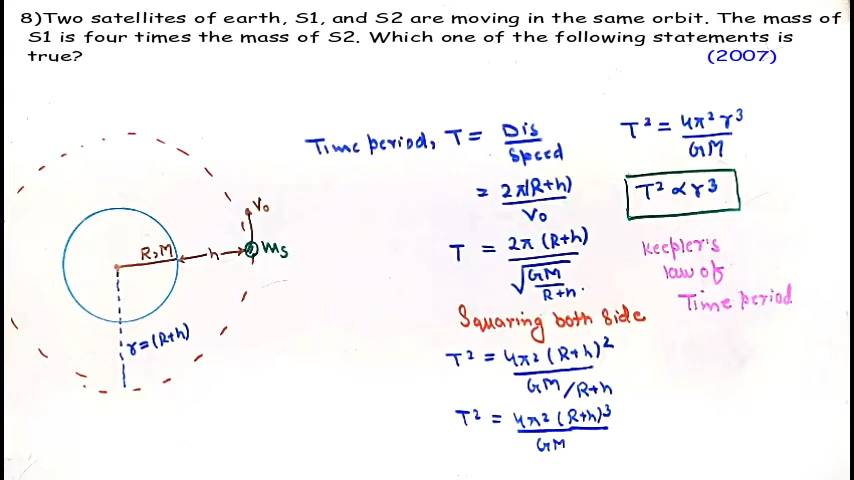 8)Two satellites of earth, S1, and S2 are moving in the same orbit. The mass of
S1 is four times the mass of S2. Which one of the following statements is
true?
(2007)
Time period, T = Dis / Speed
= 2π(R+h) / V₀
T = 2π (R+h) / √(GM / R+h)
Squaring both side
T² = 4π² (R+h)² / GM/R+h
T² = 4π² (R+h)³ / GM
T² = 4π² r³ / GM
T² ∝ r³
Keepler's
law of
Time period
V₀
R,M
h
ms
r=(R+h)